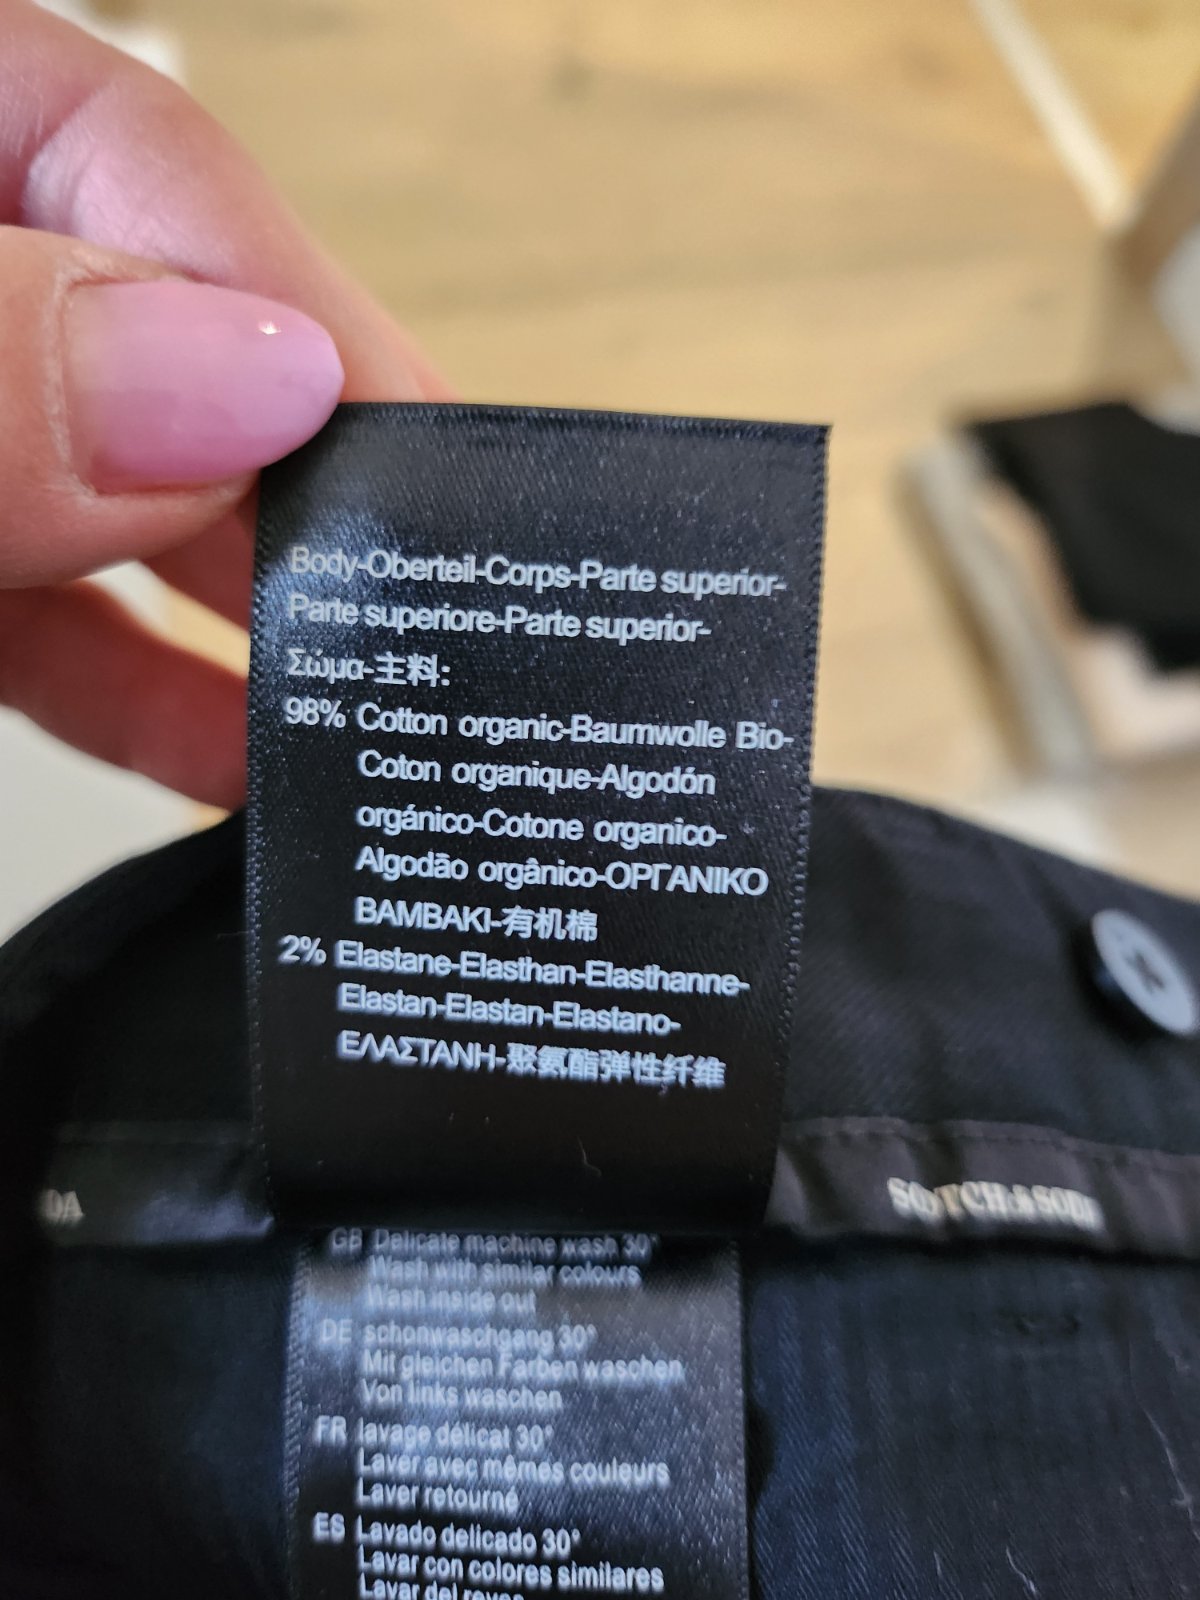 Body-Oberteil-Corps-Parte superior-
Parte superiore-Parte superior-
Σώμα-主料:
98% Cotton organic-Baumwolle Bio-
Coton organique-Algodón
orgánico-Cotone organico-
Algodão orgânico-ΟΡΓΑΝΙΚΟ
ΒΑΜΒΑΚΙ-有机棉
2% Elastane-Elasthan-Elasthanne-
Elastan-Elastan-Elastano-
ΕΛΑΣΤΑΝΗ-聚氨酯弹性纤维
DA
SCOTCH & SODA
GB Delicate machine wash 30°
Wash with similar colours
Wash inside out
DE schonwaschgang 30°
Mit gleichen Farben waschen
Von links waschen
FR lavage délicat 30°
Laver avec mêmes couleurs
Laver retourné
ES Lavado delicado 30°
Lavar con colores similares
Lavar del reves